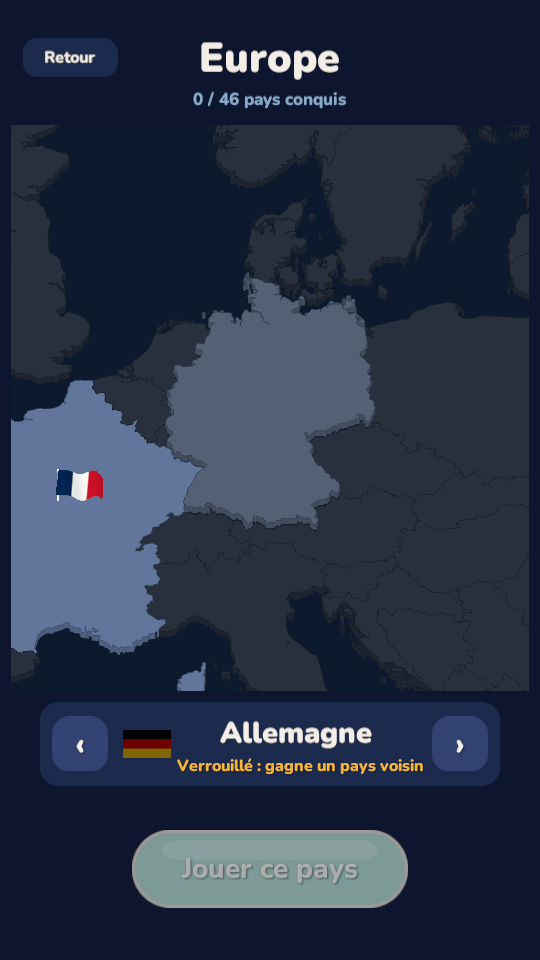 Retour
Europe
0 / 46 pays conquis
‹
Allemagne
Verrouillé : gagne un pays voisin
›
Jouer ce pays